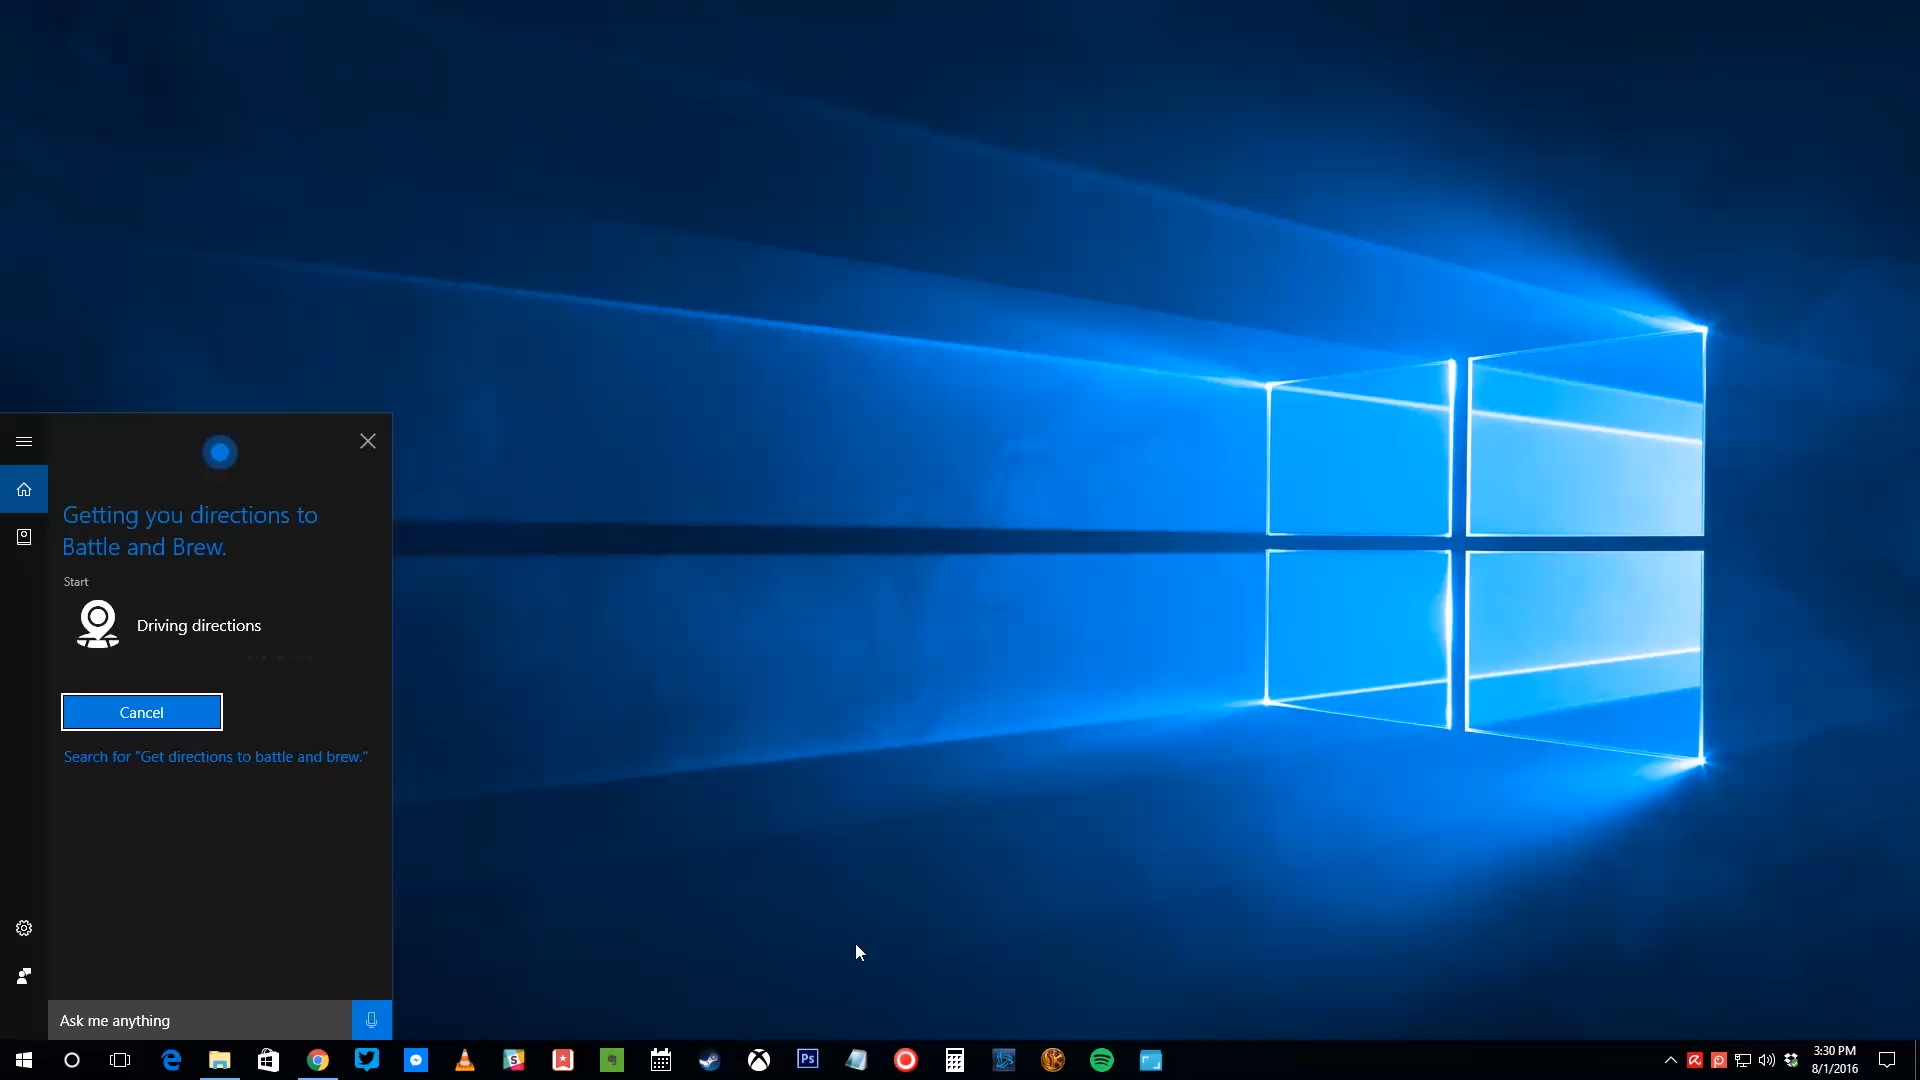 Getting you directions to
Battle and Brew.
Start
Driving directions
Cancel
Search for "Get directions to battle and brew."
Ask me anything
Ps
3:30 PM
8/1/2016